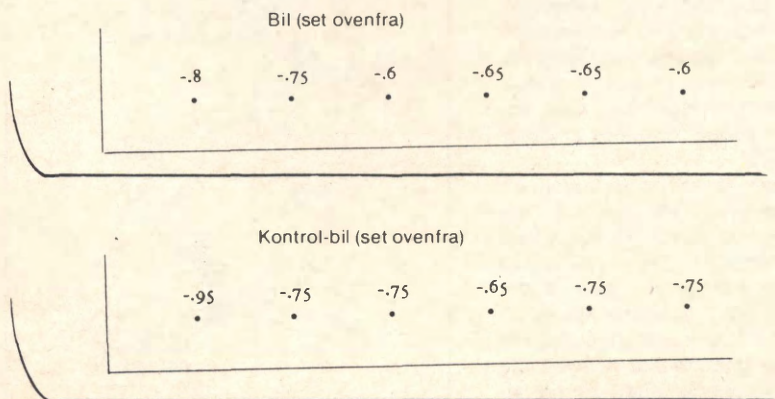 Bil (set ovenfra)
-.8 -.75 -.6 -.65 -.65 -.6
Kontrol-bil (set ovenfra)
-.95 -.75 -.75 -.65 -.75 -.75